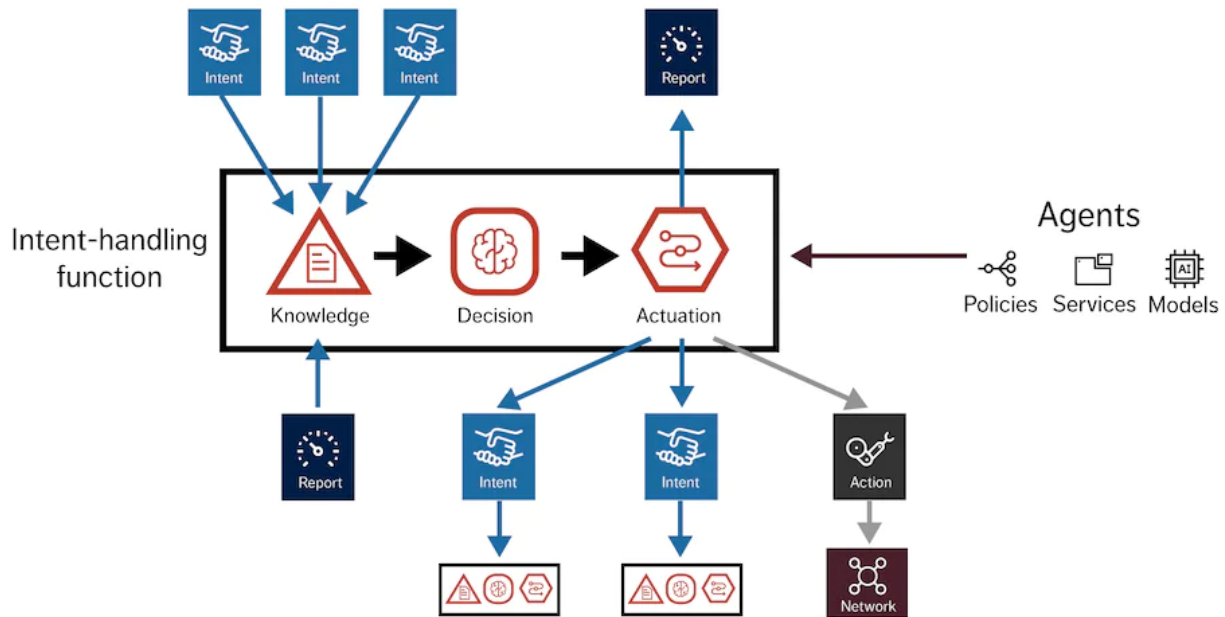 Intent
Intent
Intent
Report
Intent-handling
function
Knowledge
Decision
Actuation
Agents
AI
Policies
Services
Models
Report
Intent
Intent
Action
Network